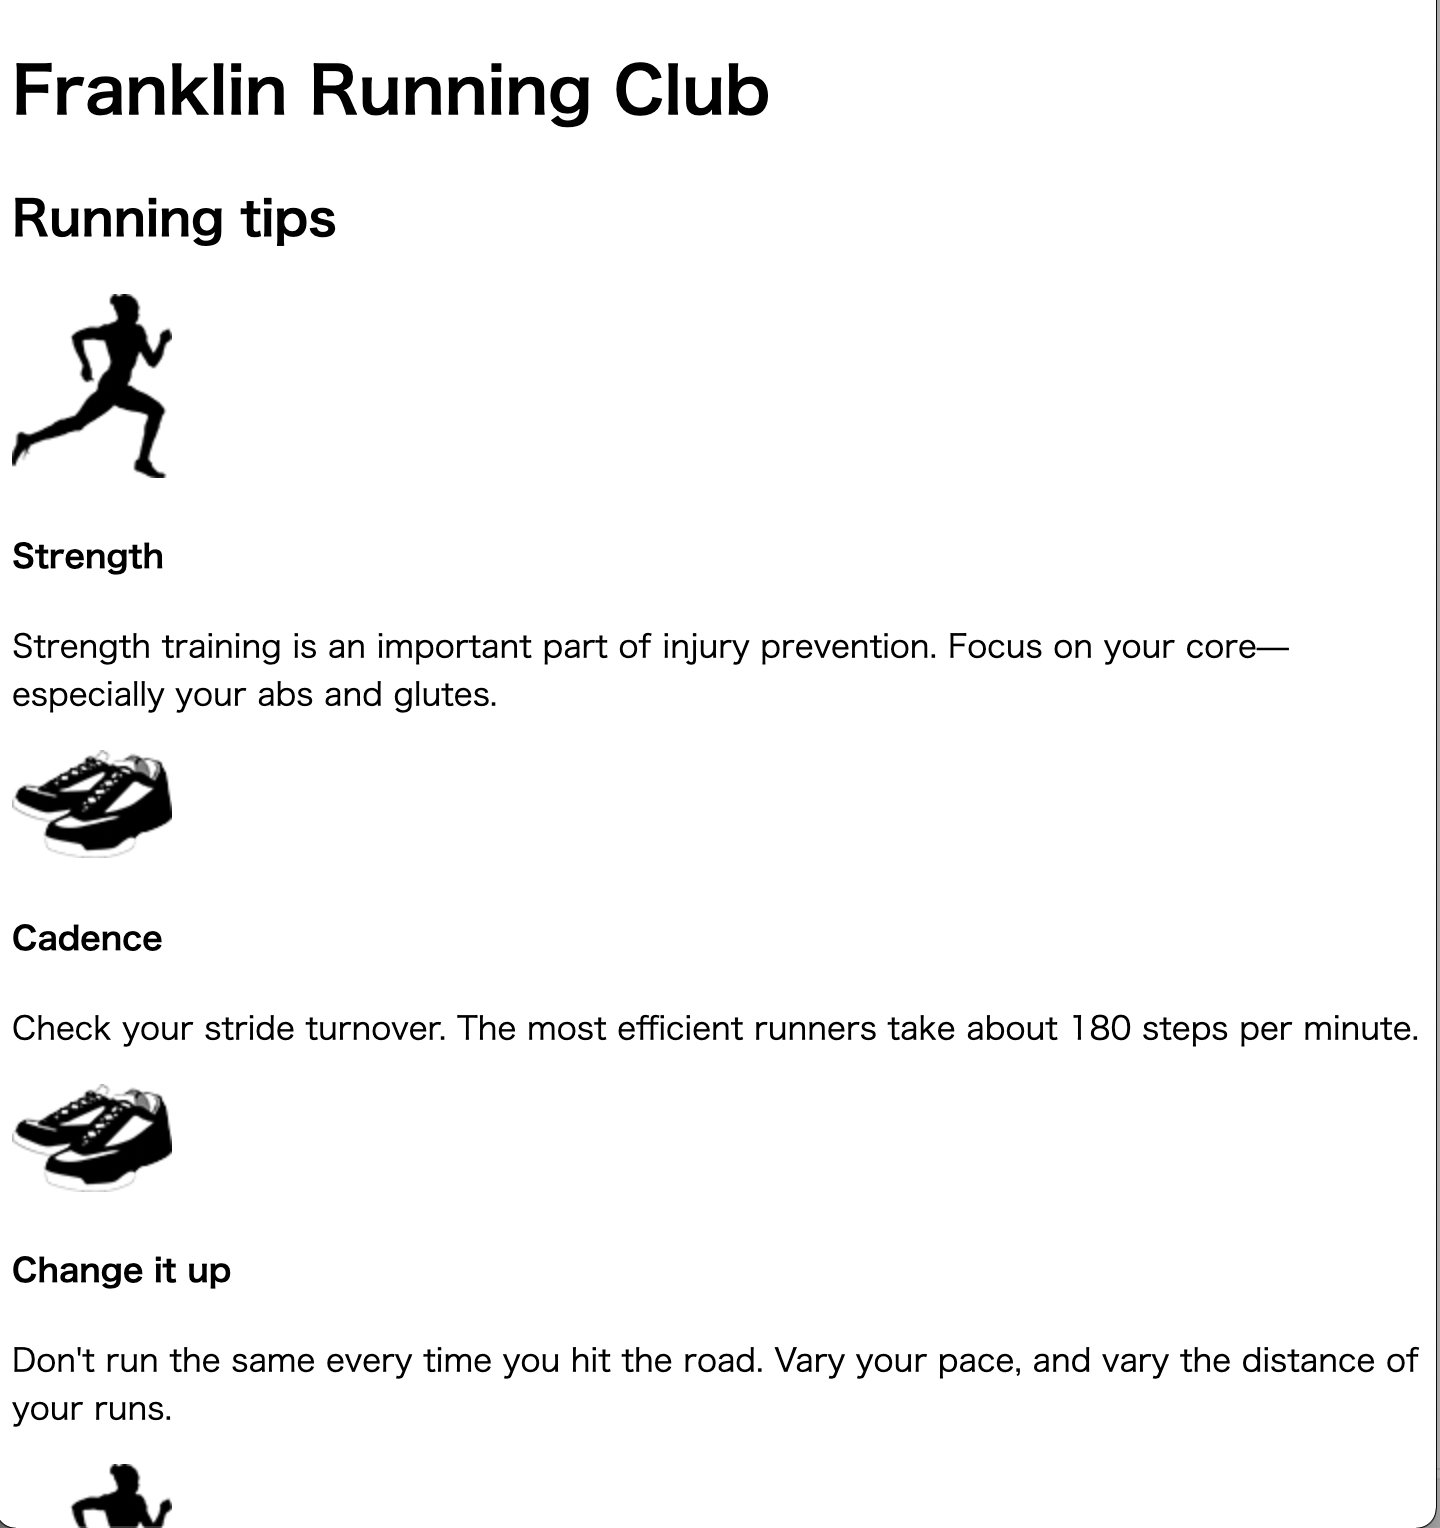 Franklin Running Club
Running tips
Strength
Strength training is an important part of injury prevention. Focus on your core—
especially your abs and glutes.
Cadence
Check your stride turnover. The most efficient runners take about 180 steps per minute.
Change it up
Don't run the same every time you hit the road. Vary your pace, and vary the distance of
your runs.